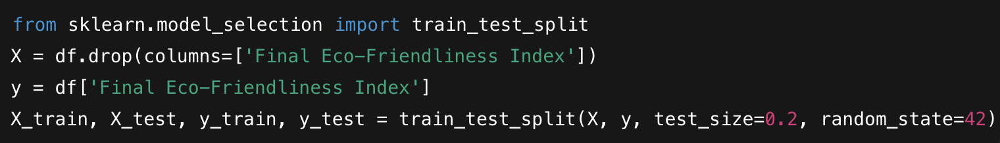 from sklearn.model_selection import train_test_split
X = df.drop(columns=['Final Eco-Friendliness Index'])
y = df['Final Eco-Friendliness Index']
X_train, X_test, y_train, y_test = train_test_split(X, y, test_size=0.2, random_state=42)